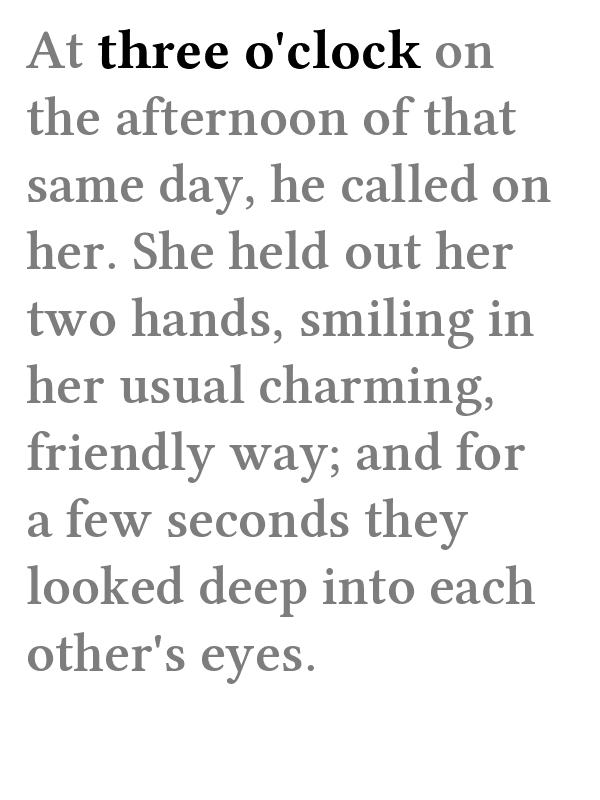 At three o'clock on
the afternoon of that
same day, he called on
her. She held out her
two hands, smiling in
her usual charming,
friendly way; and for
a few seconds they
looked deep into each
other's eyes.